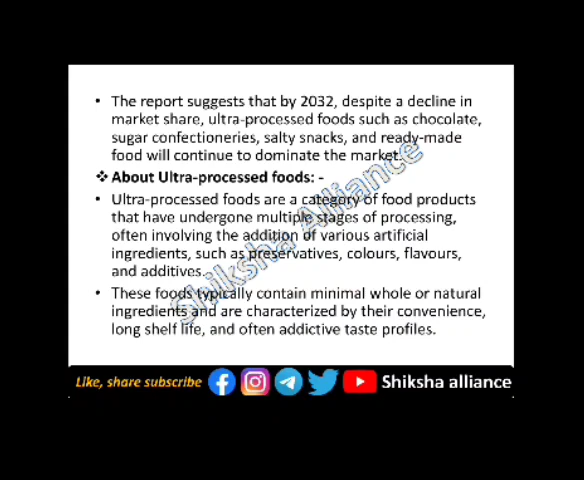 • The report suggests that by 2032, despite a decline in
market share, ultra-processed foods such as chocolate,
sugar confectioneries, salty snacks, and ready-made
food will continue to dominate the market.
❖ About Ultra-processed foods: -
• Ultra-processed foods are a category of food products
that have undergone multiple stages of processing,
often involving the addition of various artificial
ingredients, such as preservatives, colours, flavours,
and additives.
• These foods typically contain minimal whole or natural
ingredients and are characterized by their convenience,
long shelf life, and often addictive taste profiles.
Shiksha Alliance
Like, share subscribe Shiksha alliance